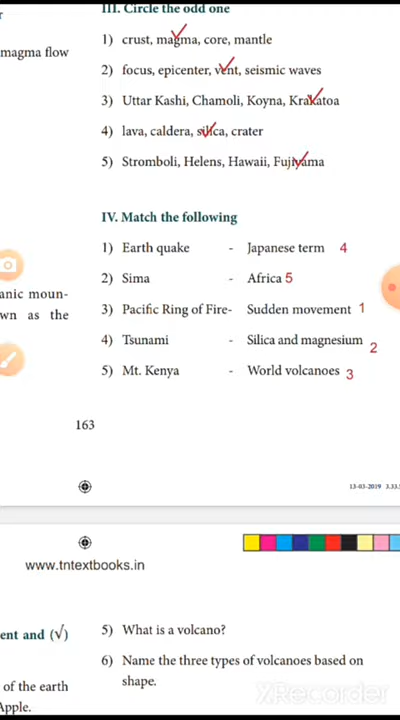 III. Circle the odd one
1) crust, magma, core, mantle
magma flow
2) focus, epicenter, vent, seismic waves
3) Uttar Kashi, Chamoli, Koyna, Krakatoa
4) lava, caldera, silica, crater
5) Stromboli, Helens, Hawaii, Fujiyama
IV. Match the following
1) Earth quake - Japanese term 4
2) Sima - Africa 5
anic moun-
3) Pacific Ring of Fire- Sudden movement 1
wn as the
4) Tsunami - Silica and magnesium 2
5) Mt. Kenya - World volcanoes 3
163
13-03-2019 3.33.
www.tntextbooks.in
ent and (√)
5) What is a volcano?
6) Name the three types of volcanoes based on
shape.
of the earth
Apple.
XRecorder